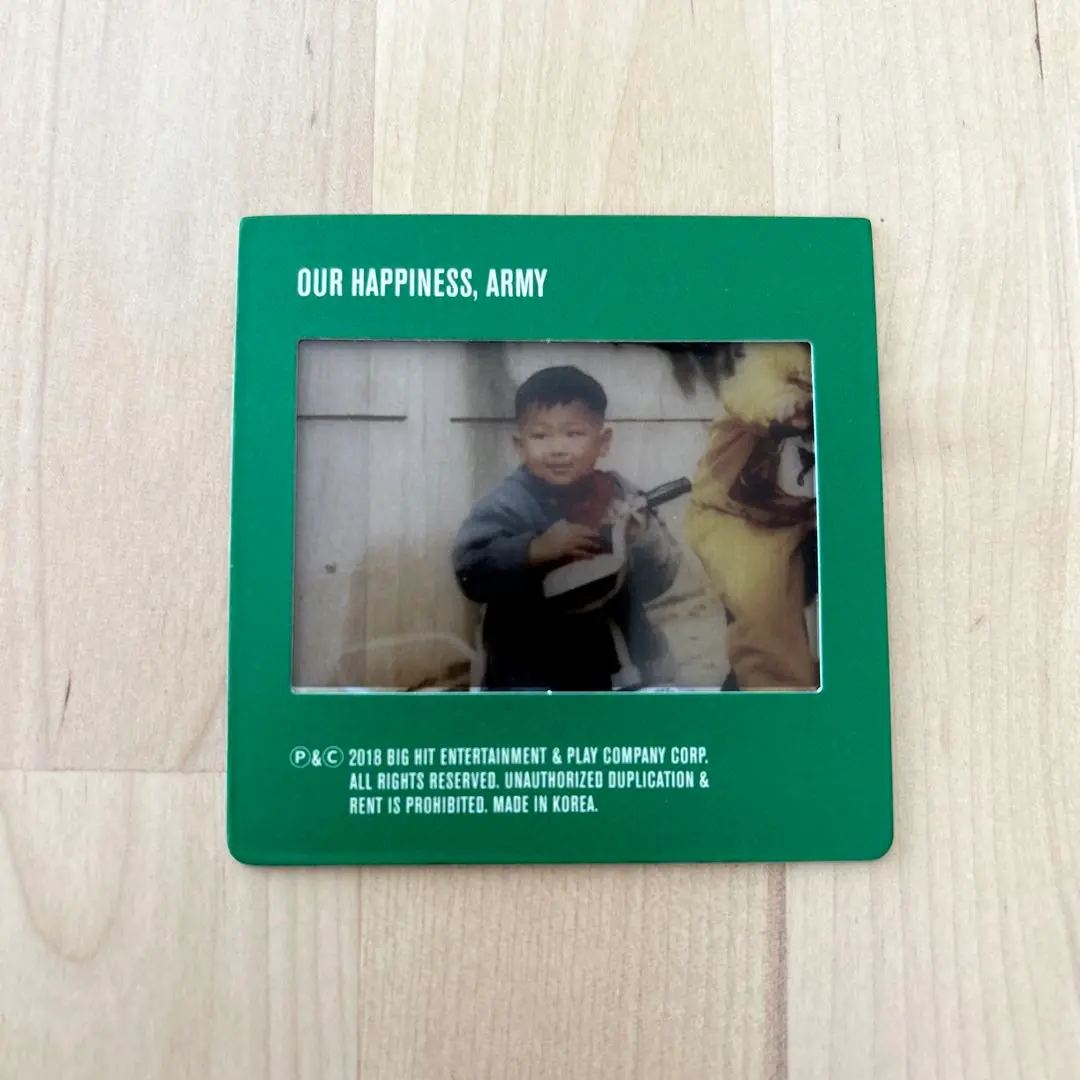 OUR HAPPINESS, ARMY
Ⓟ&Ⓒ 2018 BIG HIT ENTERTAINMENT & PLAY COMPANY CORP.
ALL RIGHTS RESERVED. UNAUTHORIZED DUPLICATION &
RENT IS PROHIBITED. MADE IN KOREA.